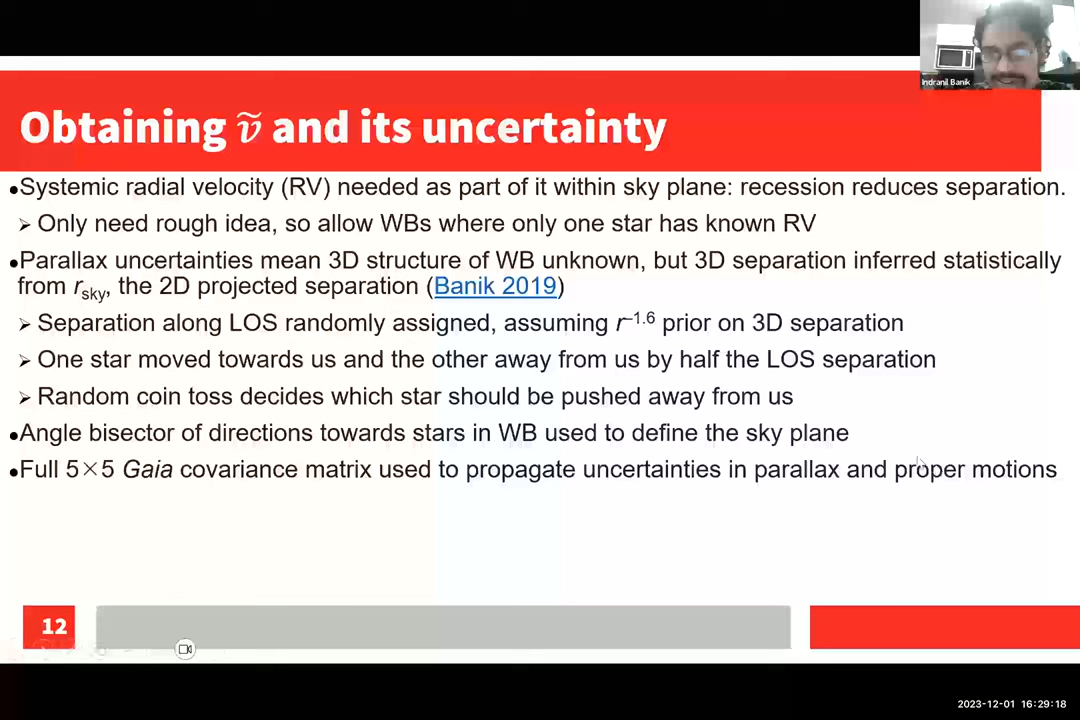 Indranil Banik
Obtaining ṽ and its uncertainty
•Systemic radial velocity (RV) needed as part of it within sky plane: recession reduces separation.
➢ Only need rough idea, so allow WBs where only one star has known RV
•Parallax uncertainties mean 3D structure of WB unknown, but 3D separation inferred statistically
from rsky, the 2D projected separation (Banik 2019)
➢ Separation along LOS randomly assigned, assuming r–1.6 prior on 3D separation
➢ One star moved towards us and the other away from us by half the LOS separation
➢ Random coin toss decides which star should be pushed away from us
•Angle bisector of directions towards stars in WB used to define the sky plane
•Full 5×5 Gaia covariance matrix used to propagate uncertainties in parallax and proper motions
12
2023-12-01 16:29:18